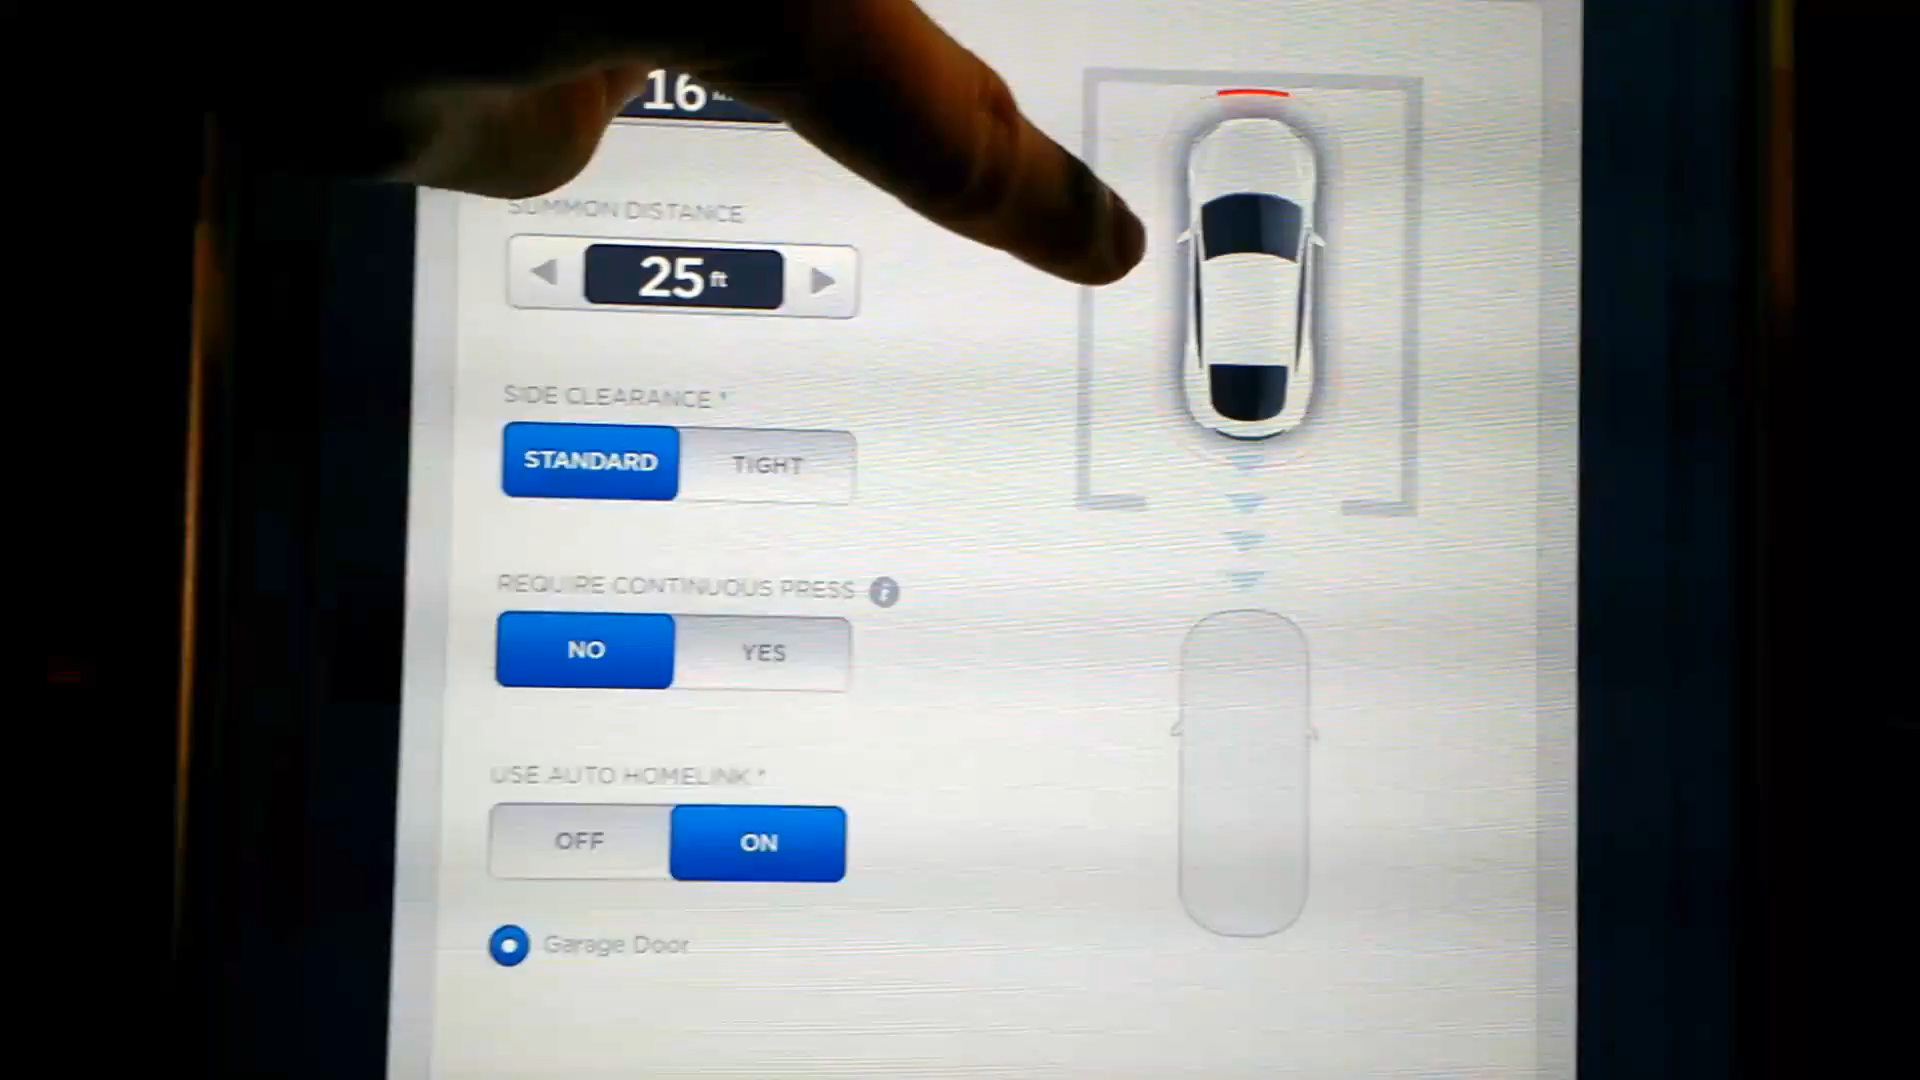 16
SUMMON DISTANCE
25 ft
SIDE CLEARANCE *
STANDARD TIGHT
REQUIRE CONTINUOUS PRESS i
NO YES
USE AUTO HOMELINK *
OFF ON
Garage Door